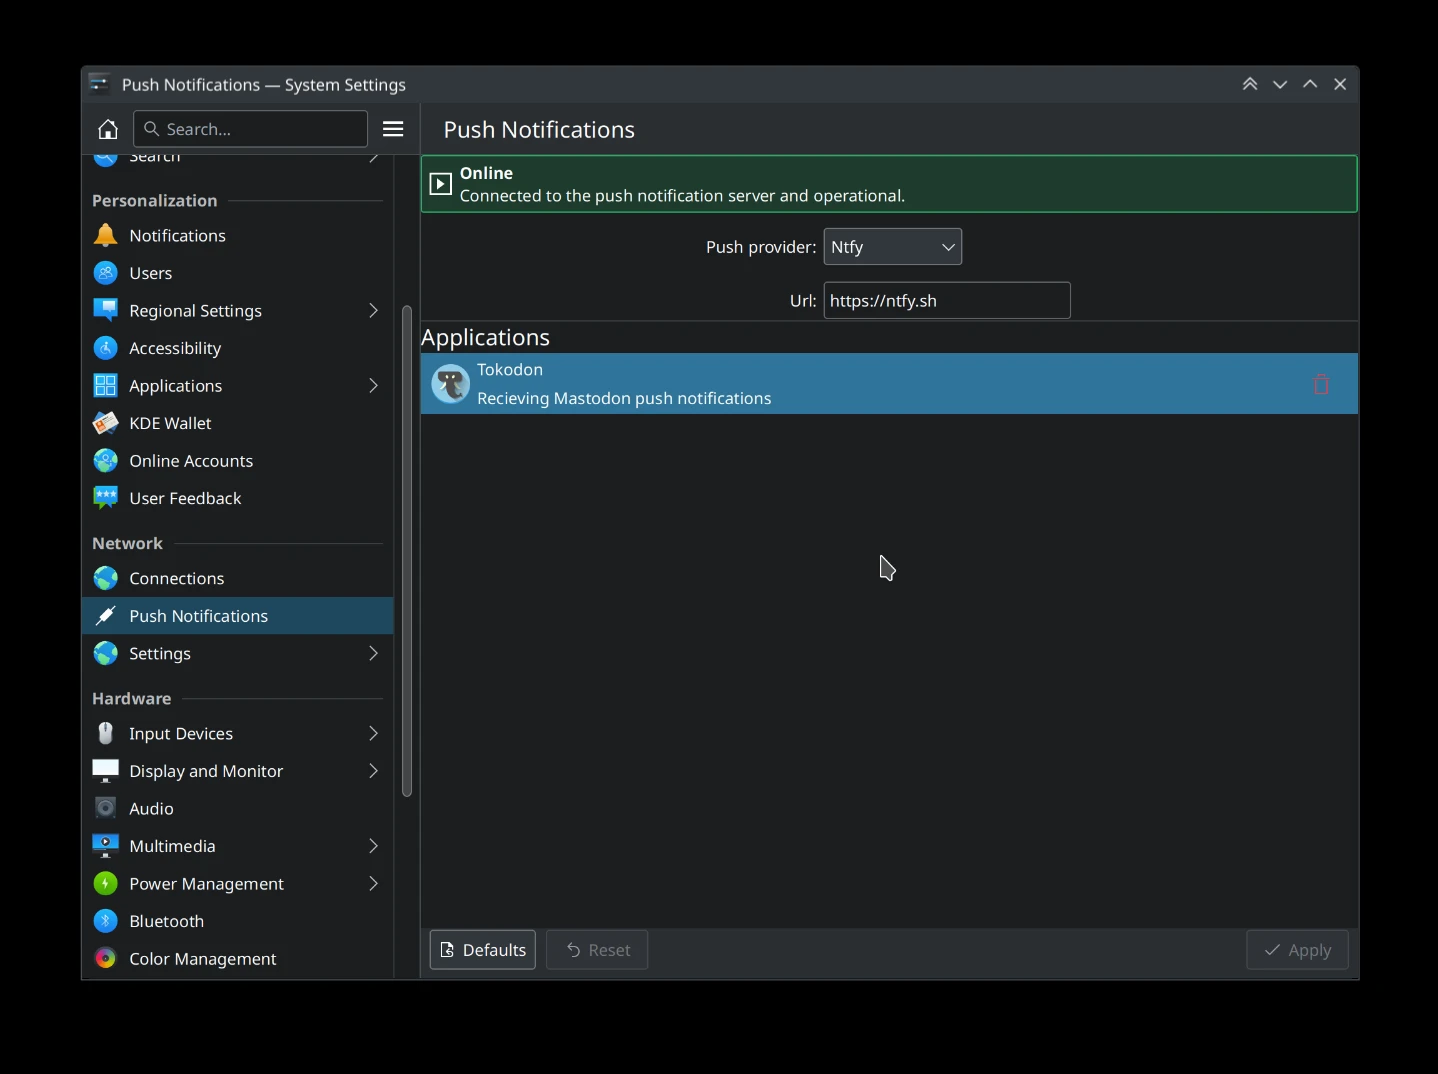 Push Notifications — System Settings
Search...
Push Notifications
Search
Personalization
Notifications
Users
Regional Settings
Accessibility
Applications
KDE Wallet
Online Accounts
User Feedback
Network
Connections
Push Notifications
Settings
Hardware
Input Devices
Display and Monitor
Audio
Multimedia
Power Management
Bluetooth
Color Management
Online
Connected to the push notification server and operational.
Push provider: Ntfy
Url: https://ntfy.sh
Applications
Tokodon
Recieving Mastodon push notifications
Defaults
Reset
Apply